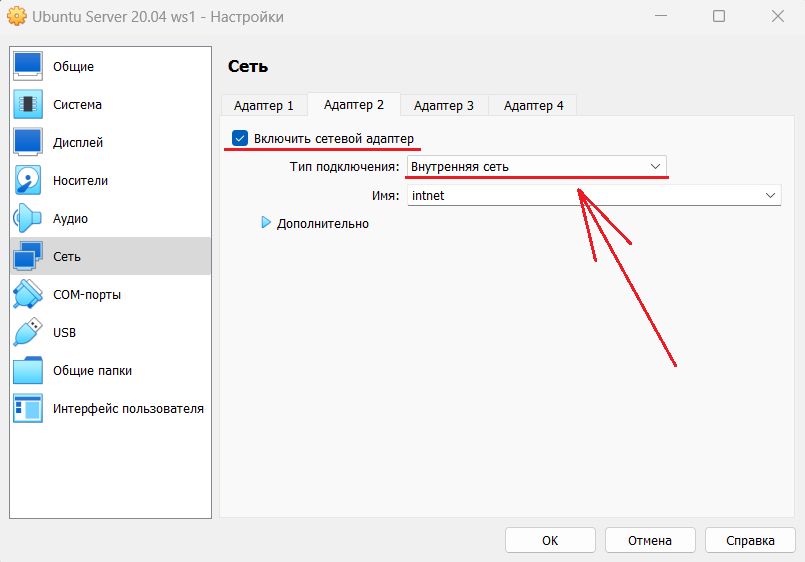 Ubuntu Server 20.04 ws1 - Настройки
Общие
Система
Дисплей
Носители
Аудио
Сеть
COM-порты
USB
Общие папки
Интерфейс пользователя
Сеть
Адаптер 1 Адаптер 2 Адаптер 3 Адаптер 4
Включить сетевой адаптер
Тип подключения: Внутренняя сеть
Имя: intnet
Дополнительно
OK Отмена Справка